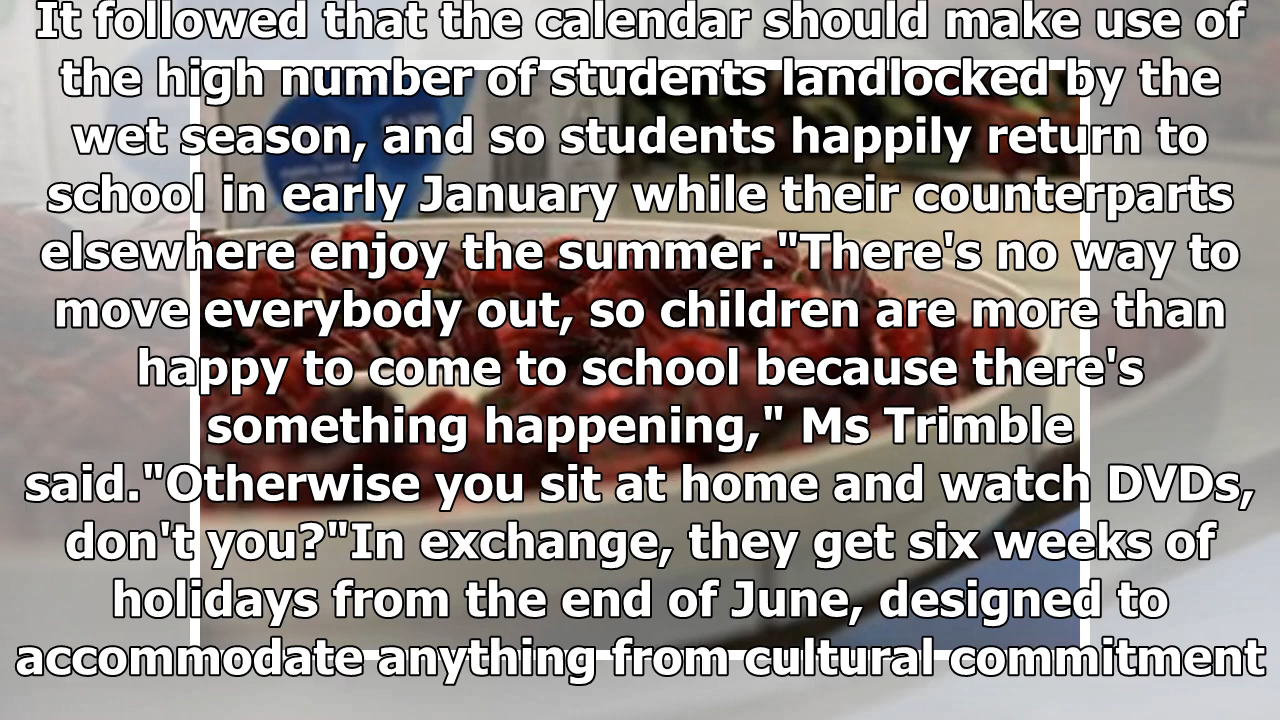 It followed that the calendar should make use of
the high number of students landlocked by the
wet season, and so students happily return to
school in early January while their counterparts
elsewhere enjoy the summer."There's no way to
move everybody out, so children are more than
happy to come to school because there's
something happening," Ms Trimble
said."Otherwise you sit at home and watch DVDs,
don't you?"In exchange, they get six weeks of
holidays from the end of June, designed to
accommodate anything from cultural commitment